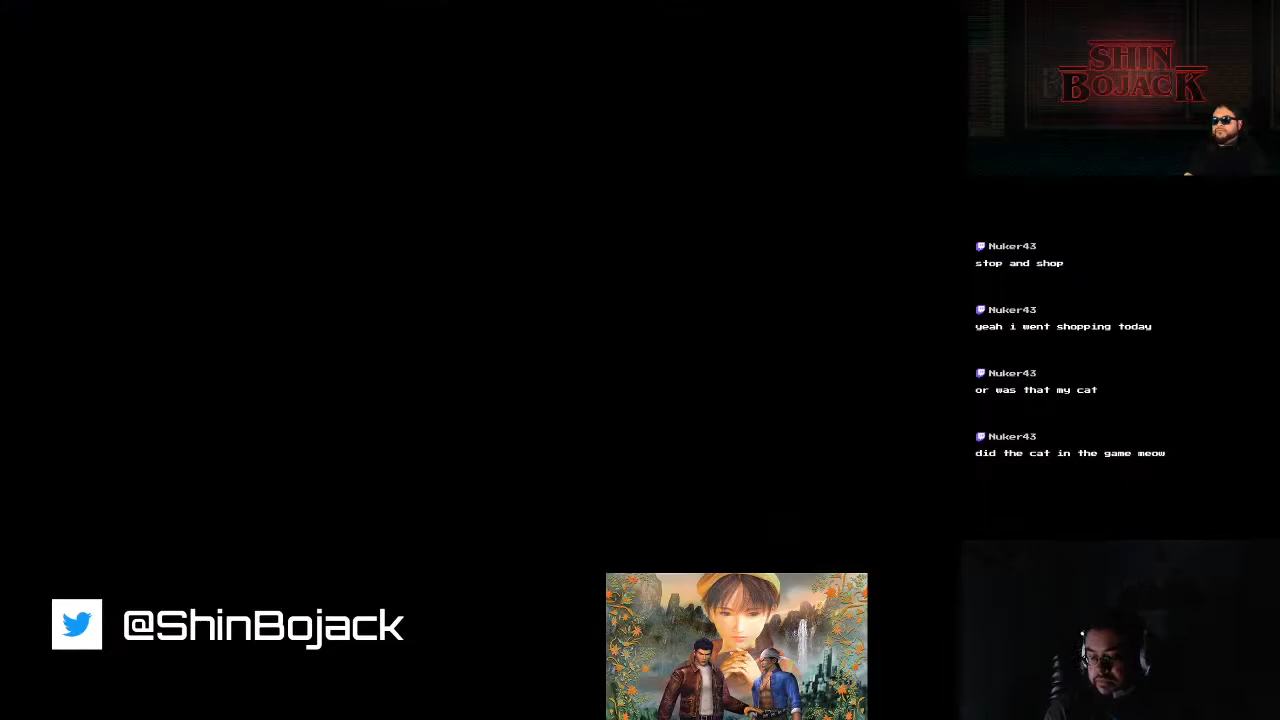 SHIN
BOJACK
Nuker43
stop and shop
Nuker43
yeah i went shopping today
Nuker43
or was that my cat
Nuker43
did the cat in the game meow
@ShinBojack